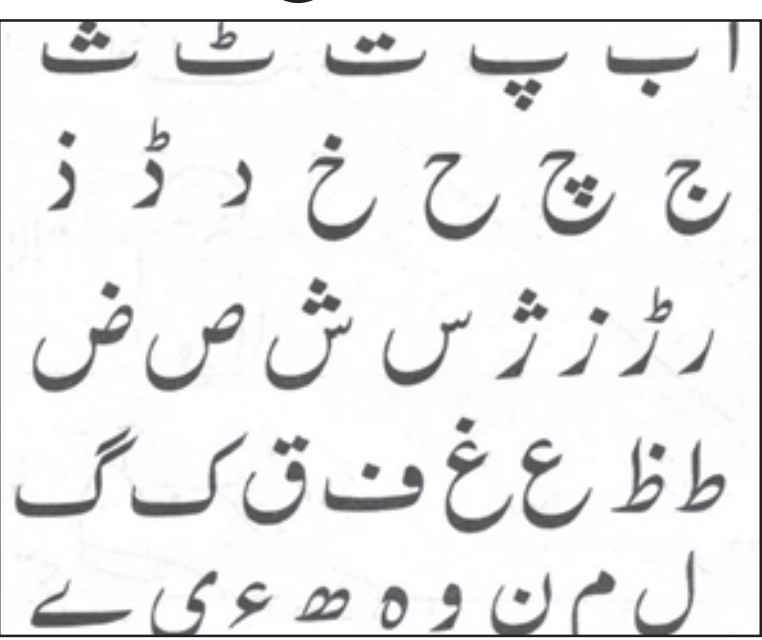 ا ب پ ت ٹ ث
ج چ ح خ د ڈ ذ
ر ڑ ز ژ س ش ص ض
ط ظ ع غ ف ق ک گ
ل م ن و ہ ھ ء ی ے